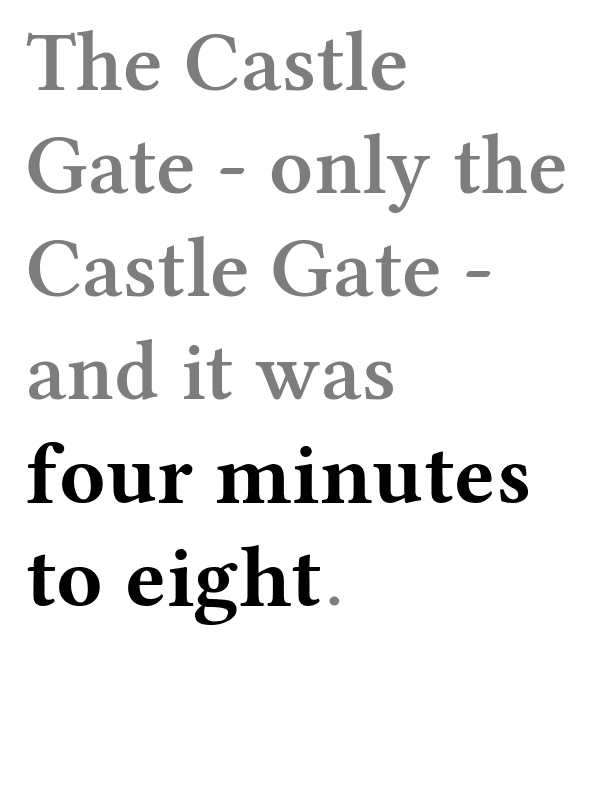 The Castle
Gate - only the
Castle Gate -
and it was
four minutes
to eight.